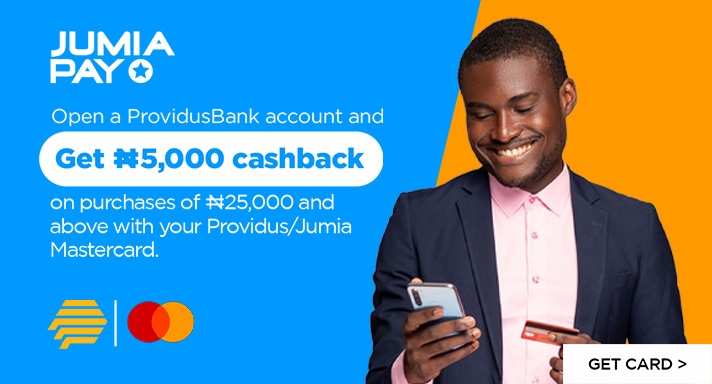 JUMIA
PAY
Open a ProvidusBank account and
Get ₦5,000 cashback
on purchases of ₦25,000 and
above with your Providus/Jumia
Mastercard.
GET CARD >